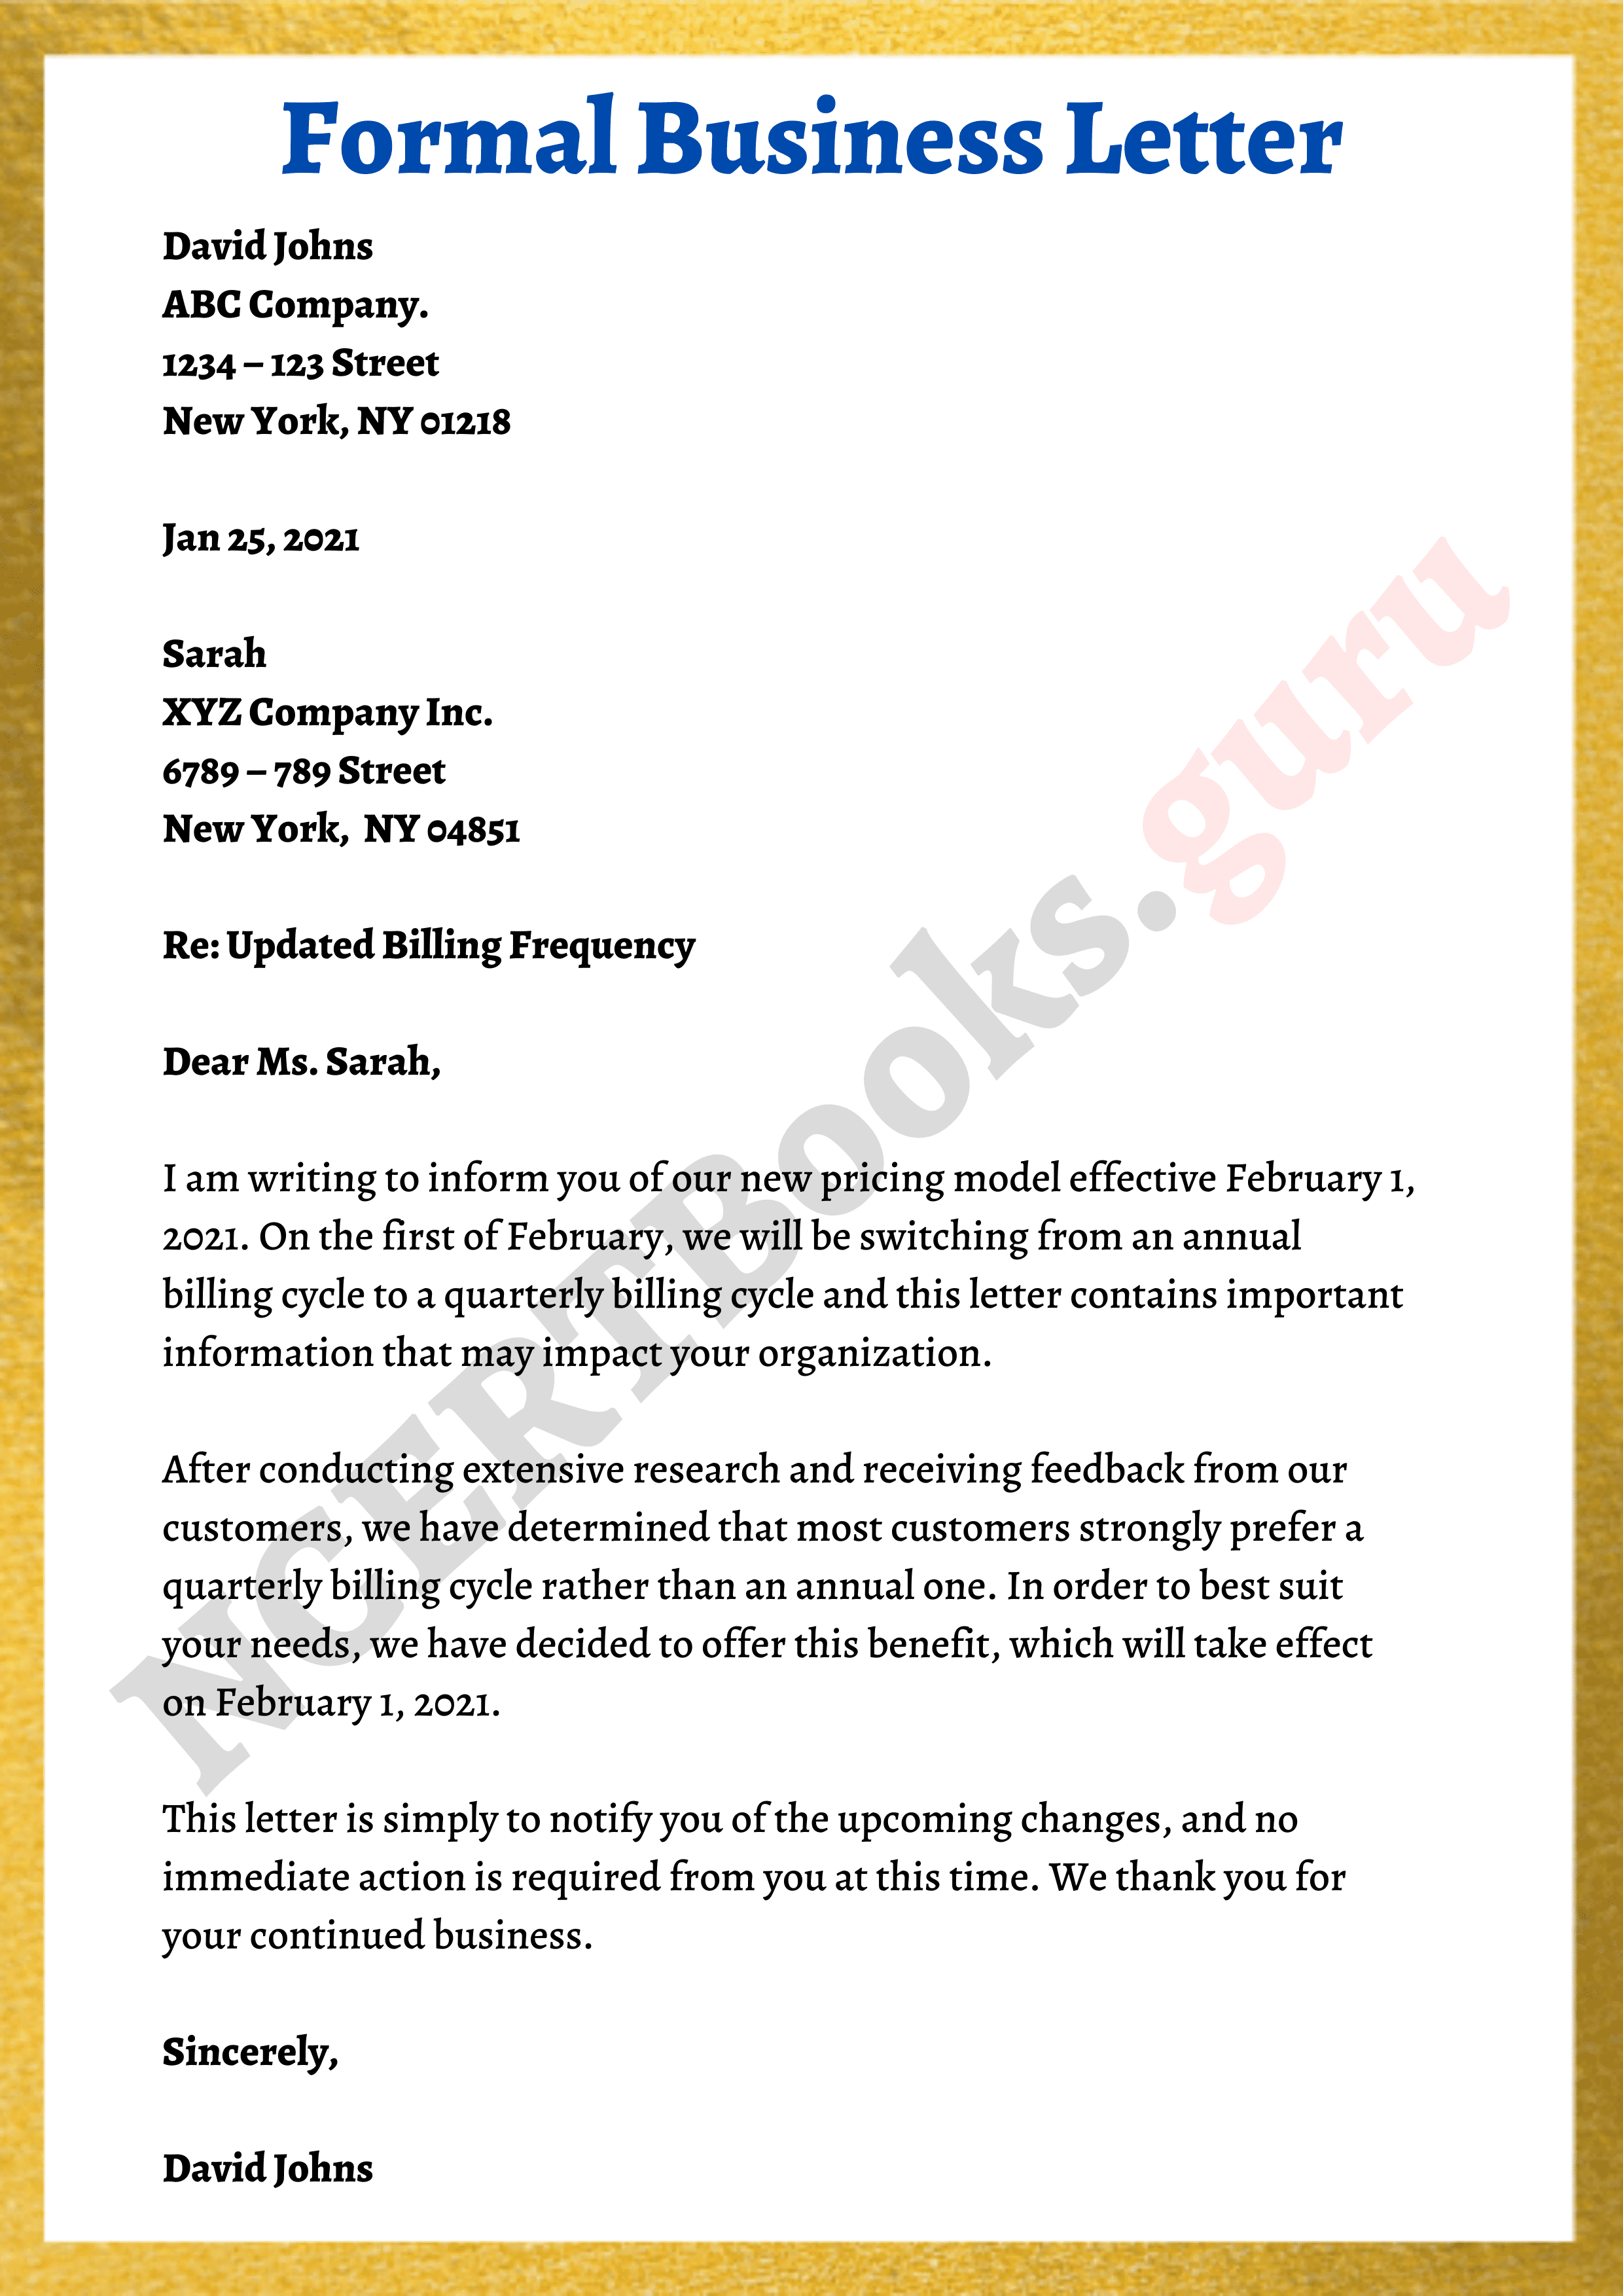 Formal Business Letter
David Johns
ABC Company.
1234 – 123 Street
New York, NY 01218
Jan 25, 2021
Sarah
XYZ Company Inc.
6789 – 789 Street
New York,  NY 04851
Re: Updated Billing Frequency
Dear Ms. Sarah,
I am writing to inform you of our new pricing model effective February 1,
2021. On the first of February, we will be switching from an annual
billing cycle to a quarterly billing cycle and this letter contains important
information that may impact your organization.
After conducting extensive research and receiving feedback from our
customers, we have determined that most customers strongly prefer a
quarterly billing cycle rather than an annual one. In order to best suit
your needs, we have decided to offer this benefit, which will take effect
on February 1, 2021.
This letter is simply to notify you of the upcoming changes, and no
immediate action is required from you at this time. We thank you for
your continued business.
Sincerely,
David Johns
NCERTBooks.guru